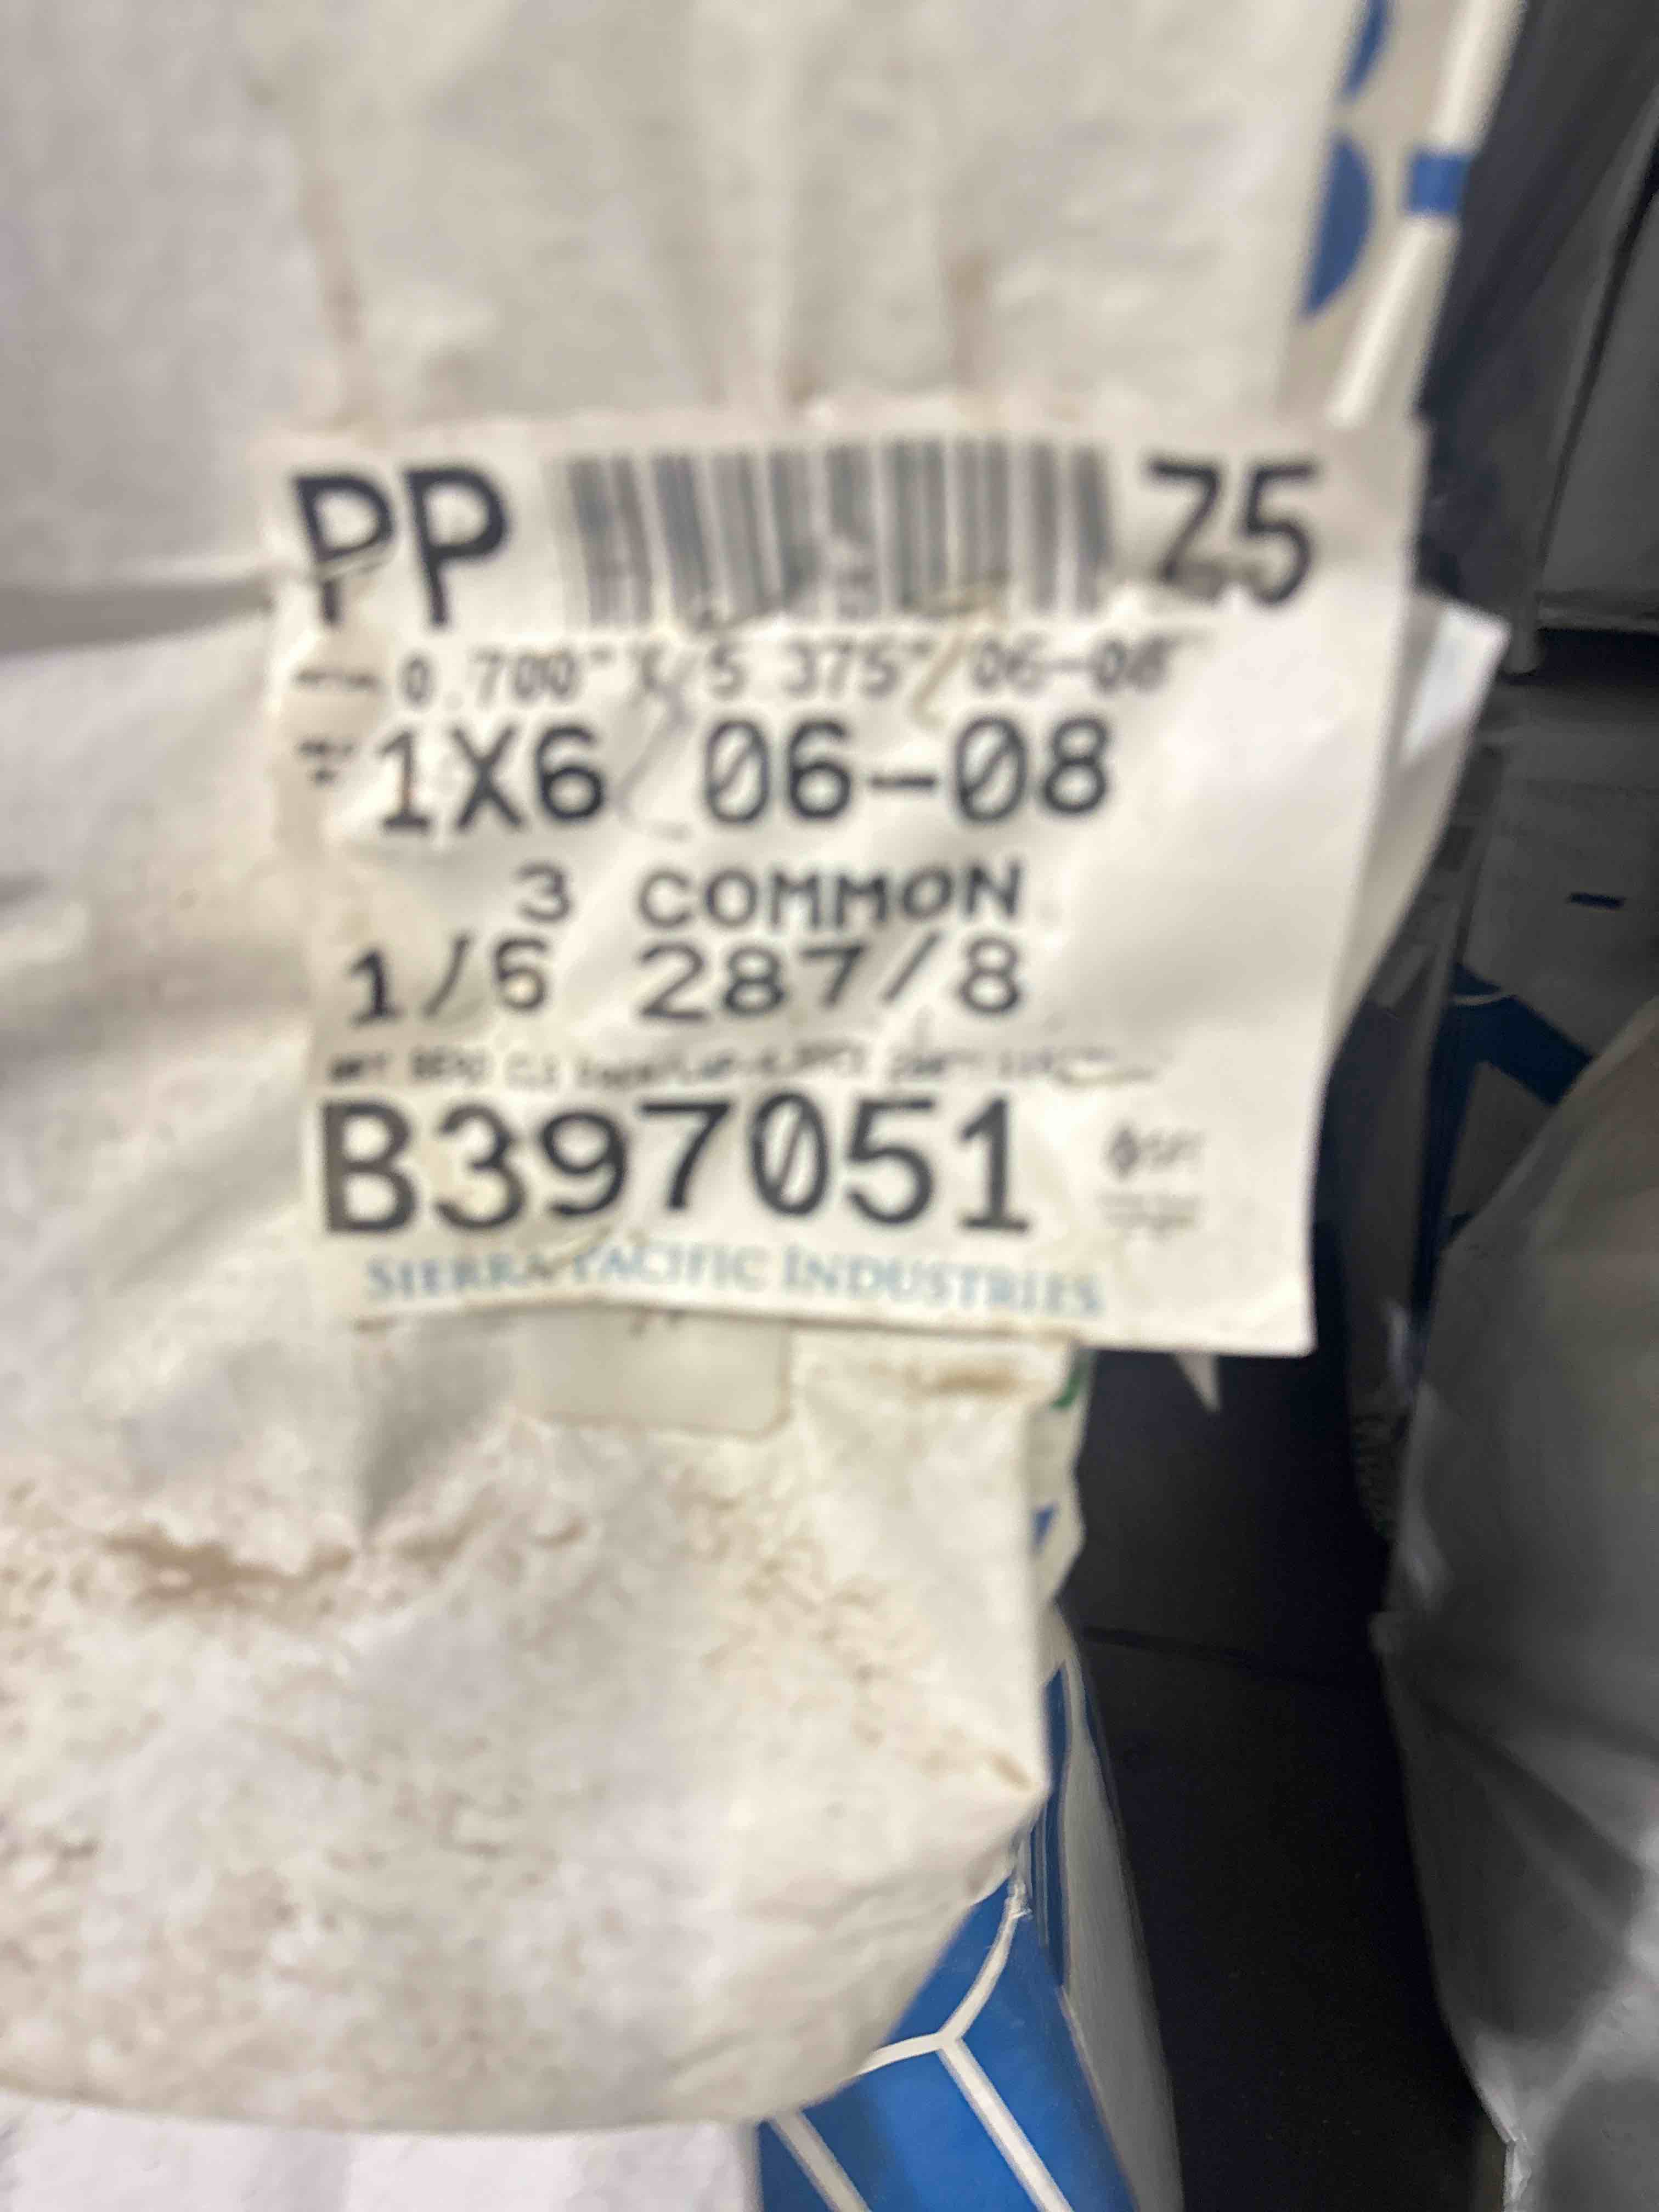 PP Z5
0.700" X 5.375" 06-08
1X6 06-08
3 COMMON
1/6 287/8
B397051
SPI
SIERRA PACIFIC INDUSTRIES